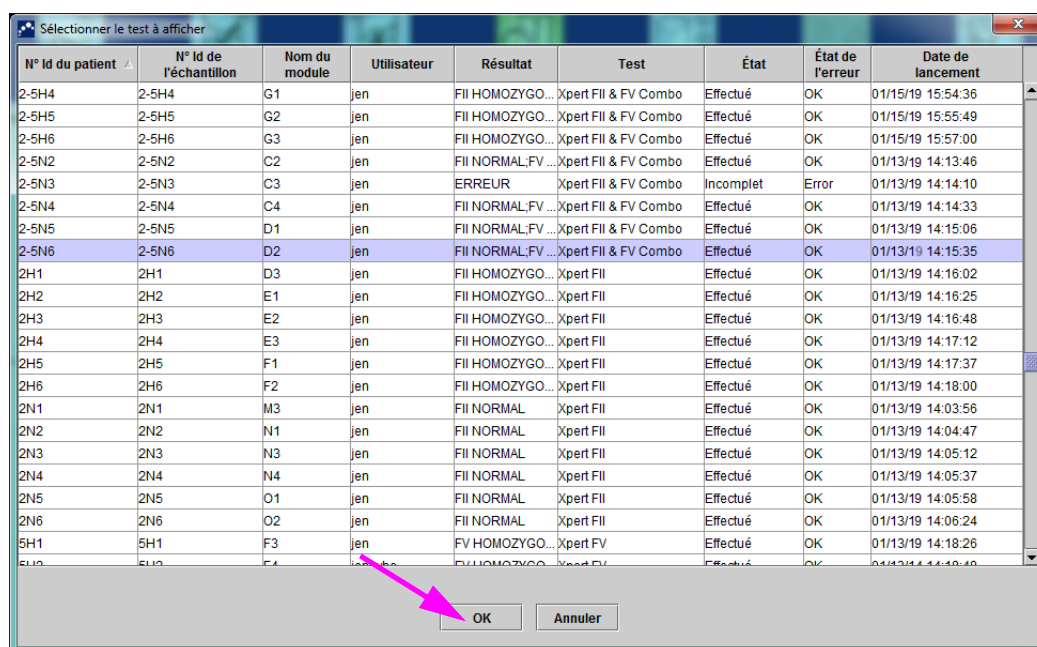 Sélectionner le test à afficher
N° Id du patient N° Id de l'échantillon Nom du module Utilisateur Résultat Test État État de l'erreur Date de lancement
2-5H4 2-5H4 G1 jen FII HOMOZYGO... Xpert FII & FV Combo Effectué OK 01/15/19 15:54:36
2-5H5 2-5H5 G2 jen FII HOMOZYGO... Xpert FII & FV Combo Effectué OK 01/15/19 15:55:49
2-5H6 2-5H6 G3 jen FII HOMOZYGO... Xpert FII & FV Combo Effectué OK 01/15/19 15:57:00
2-5N2 2-5N2 C2 jen FII NORMAL;FV ... Xpert FII & FV Combo Effectué OK 01/13/19 14:13:46
2-5N3 2-5N3 C3 jen ERREUR Xpert FII & FV Combo Incomplet Error 01/13/19 14:14:10
2-5N4 2-5N4 C4 jen FII NORMAL;FV ... Xpert FII & FV Combo Effectué OK 01/13/19 14:14:33
2-5N5 2-5N5 D1 jen FII NORMAL;FV ... Xpert FII & FV Combo Effectué OK 01/13/19 14:15:06
2-5N6 2-5N6 D2 jen FII NORMAL;FV ... Xpert FII & FV Combo Effectué OK 01/13/19 14:15:35
2H1 2H1 D3 jen FII HOMOZYGO... Xpert FII Effectué OK 01/13/19 14:16:02
2H2 2H2 E1 jen FII HOMOZYGO... Xpert FII Effectué OK 01/13/19 14:16:25
2H3 2H3 E2 jen FII HOMOZYGO... Xpert FII Effectué OK 01/13/19 14:16:48
2H4 2H4 E3 jen FII HOMOZYGO... Xpert FII Effectué OK 01/13/19 14:17:12
2H5 2H5 F1 jen FII HOMOZYGO... Xpert FII Effectué OK 01/13/19 14:17:37
2H6 2H6 F2 jen FII HOMOZYGO... Xpert FII Effectué OK 01/13/19 14:18:00
2N1 2N1 M3 jen FII NORMAL Xpert FII Effectué OK 01/13/19 14:03:56
2N2 2N2 N1 jen FII NORMAL Xpert FII Effectué OK 01/13/19 14:04:47
2N3 2N3 N3 jen FII NORMAL Xpert FII Effectué OK 01/13/19 14:05:12
2N4 2N4 N4 jen FII NORMAL Xpert FII Effectué OK 01/13/19 14:05:37
2N5 2N5 O1 jen FII NORMAL Xpert FII Effectué OK 01/13/19 14:05:58
2N6 2N6 O2 jen FII NORMAL Xpert FII Effectué OK 01/13/19 14:06:24
5H1 5H1 F3 jen FV HOMOZYGO... Xpert FV Effectué OK 01/13/19 14:18:26
OK Annuler